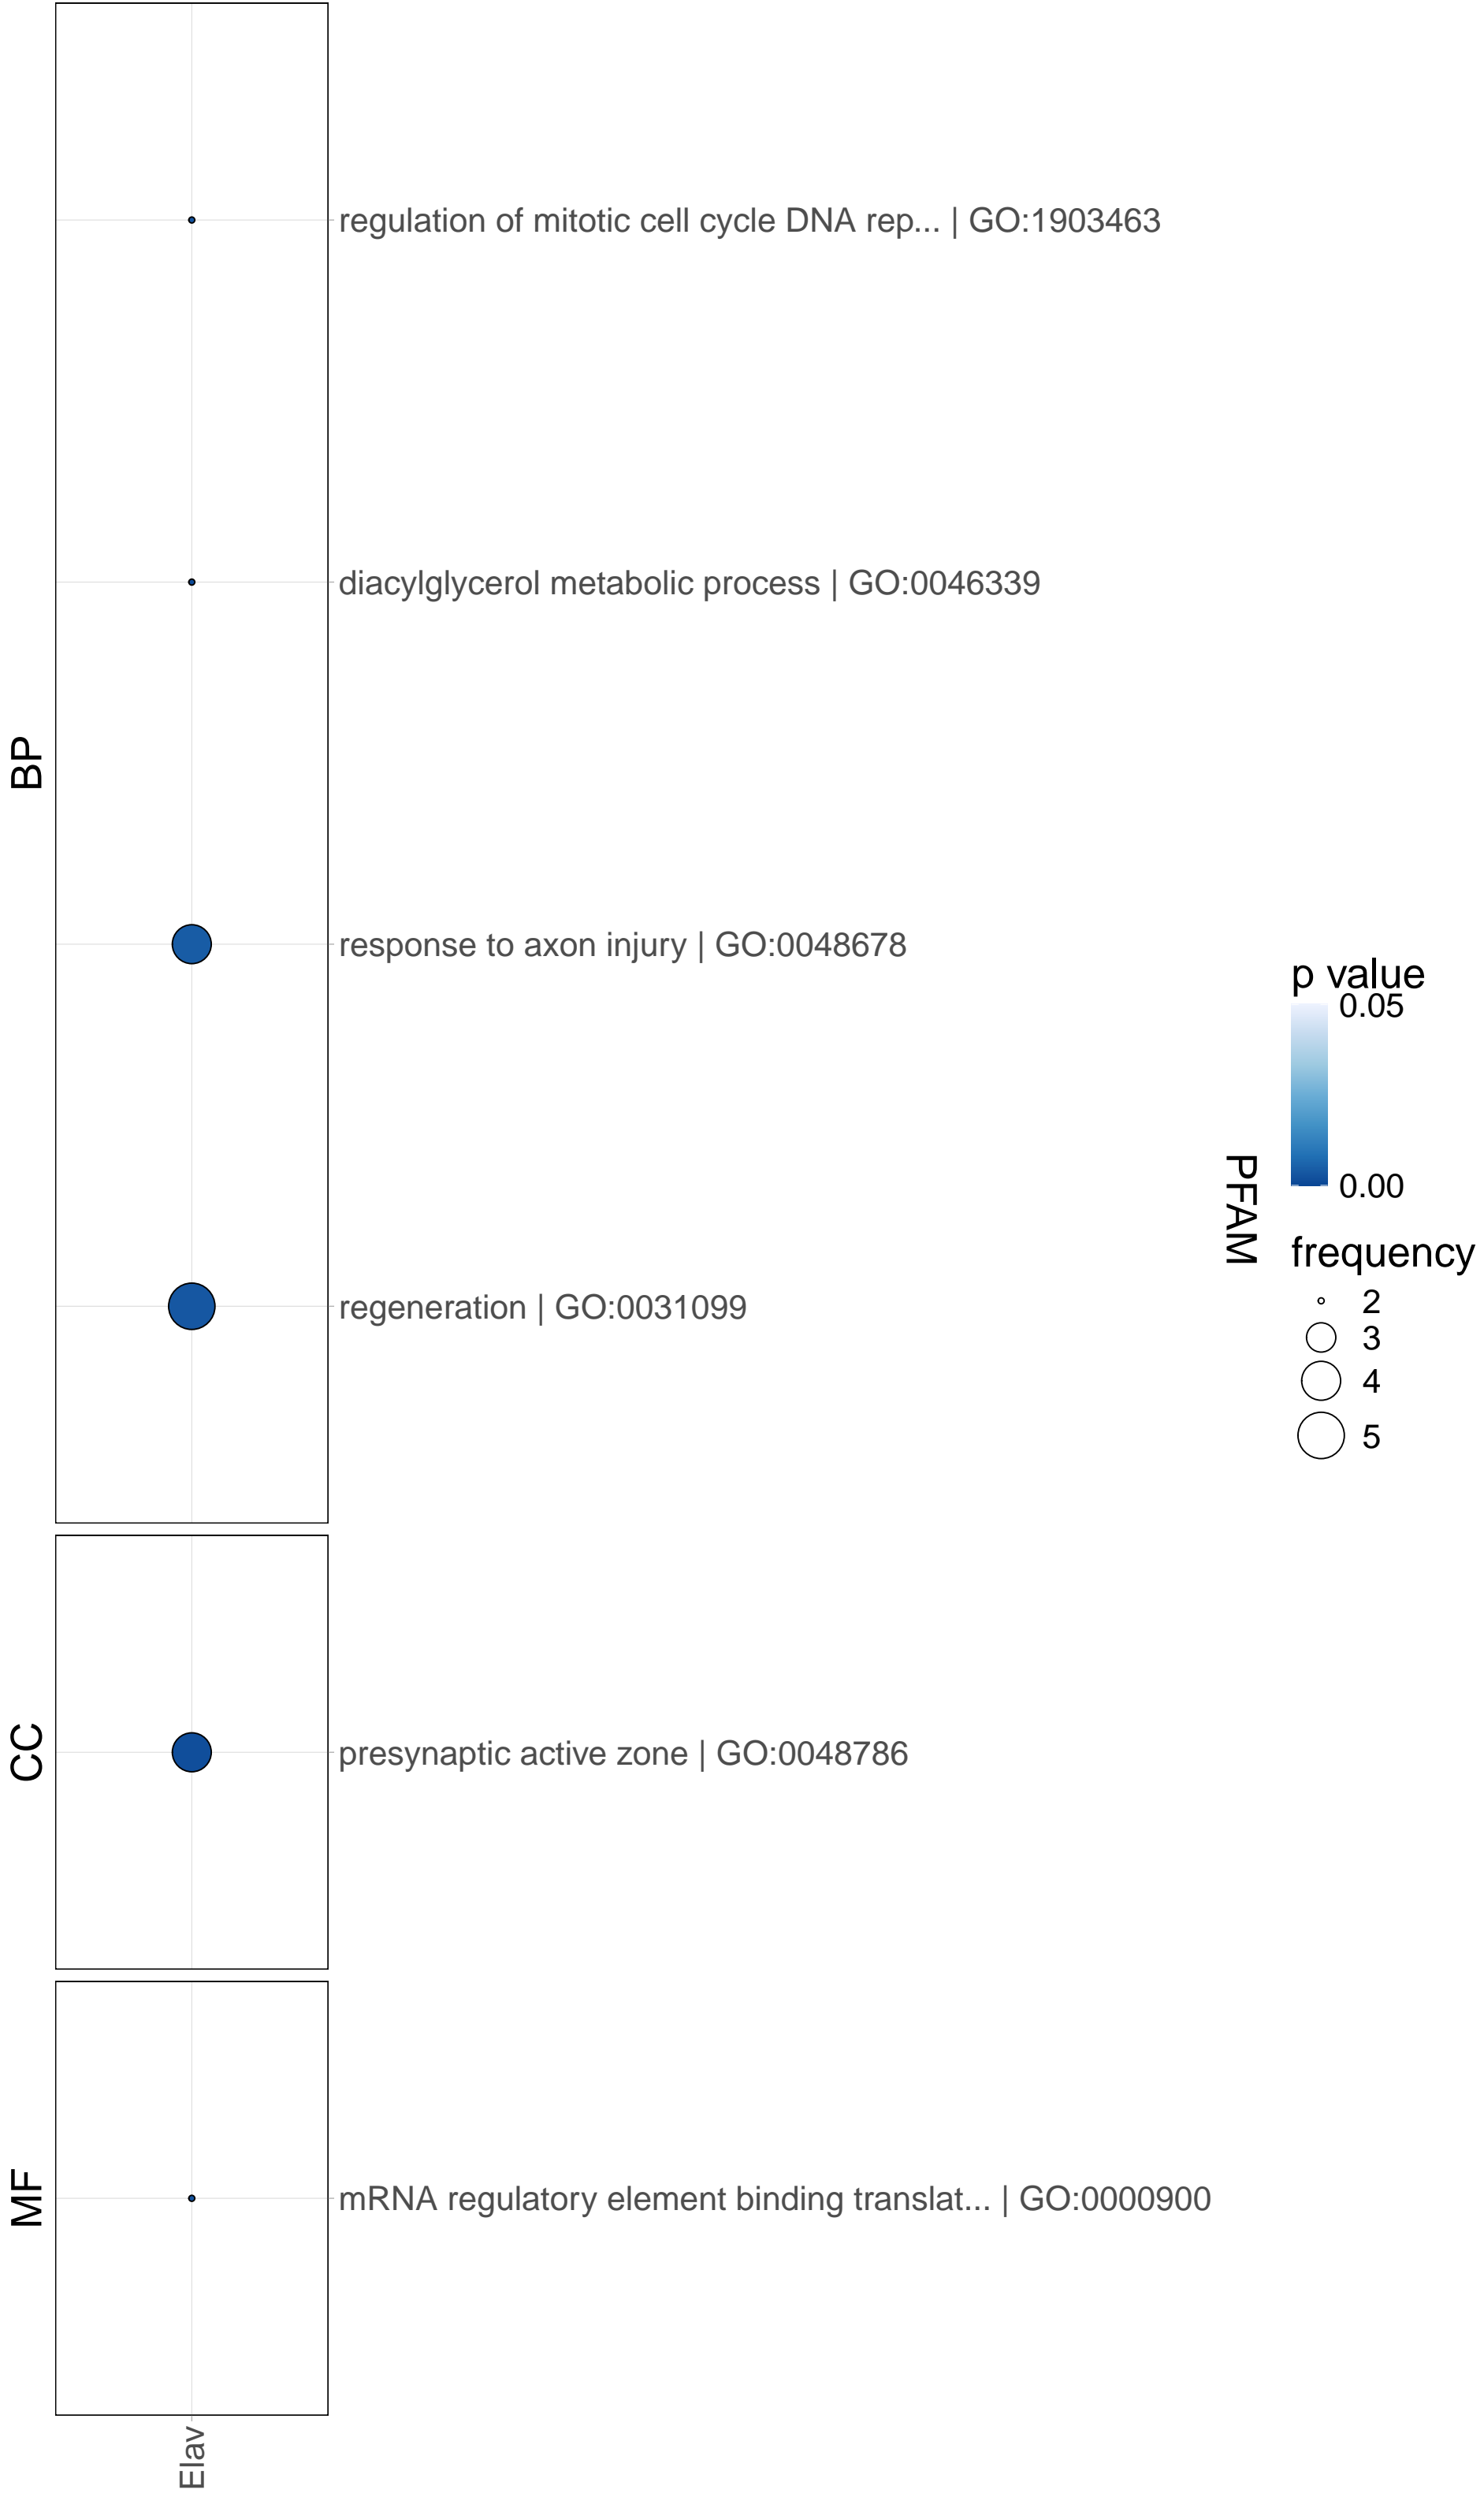 BP
regulation of mitotic cell cycle DNA rep... | GO:1903463
diacylglycerol metabolic process | GO:0046339
response to axon injury | GO:0048678
regeneration | GO:0031099
CC
presynaptic active zone | GO:0048786
MF
mRNA regulatory element binding translat... | GO:0000900
Elav
PFAM
p value
0.05
0.00
frequency
2
3
4
5